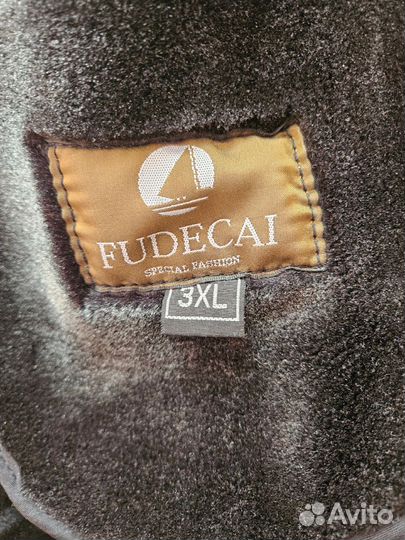 FUDECAI
SPECIAL FASHION
3XL
Avito